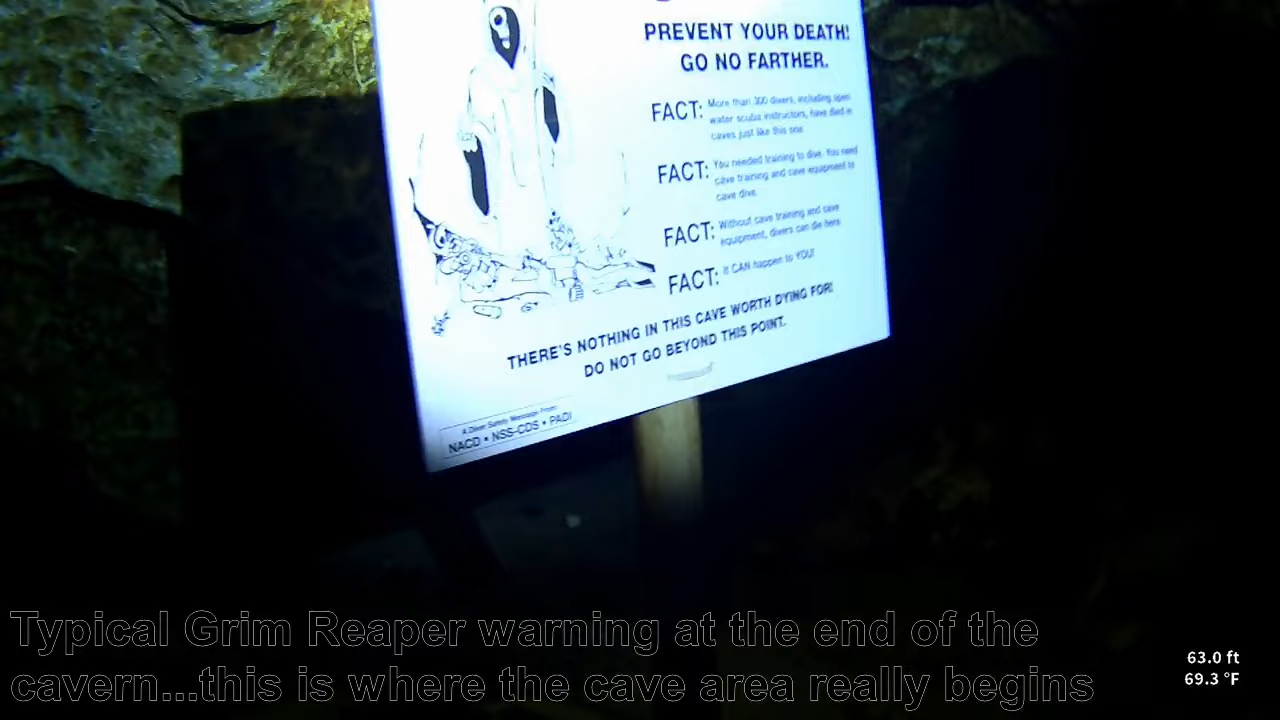 PREVENT YOUR DEATH!
GO NO FARTHER.
FACT: More than 300 divers, including open
water scuba instructors, have died in
caves just like this one.
FACT: You needed training to dive. You need
cave training and cave equipment to
cave dive.
FACT: Without cave training and cave
equipment, divers can die here.
FACT: It CAN happen to YOU!
THERE'S NOTHING IN THIS CAVE WORTH DYING FOR!
DO NOT GO BEYOND THIS POINT.
A Diver Safety Message From:
NACD • NSS-CDS • PADI
Typical Grim Reaper warning at the end of the
cavern...this is where the cave area really begins
63.0 ft
69.3 °F